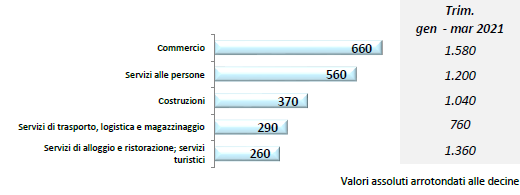 Trim.
gen - mar 2021
Commercio 660 1.580
Servizi alle persone 560 1.200
Costruzioni 370 1.040
Servizi di trasporto, logistica e magazzinaggio 290 760
Servizi di alloggio e ristorazione; servizi
turistici 260 1.360
Valori assoluti arrotondati alle decine